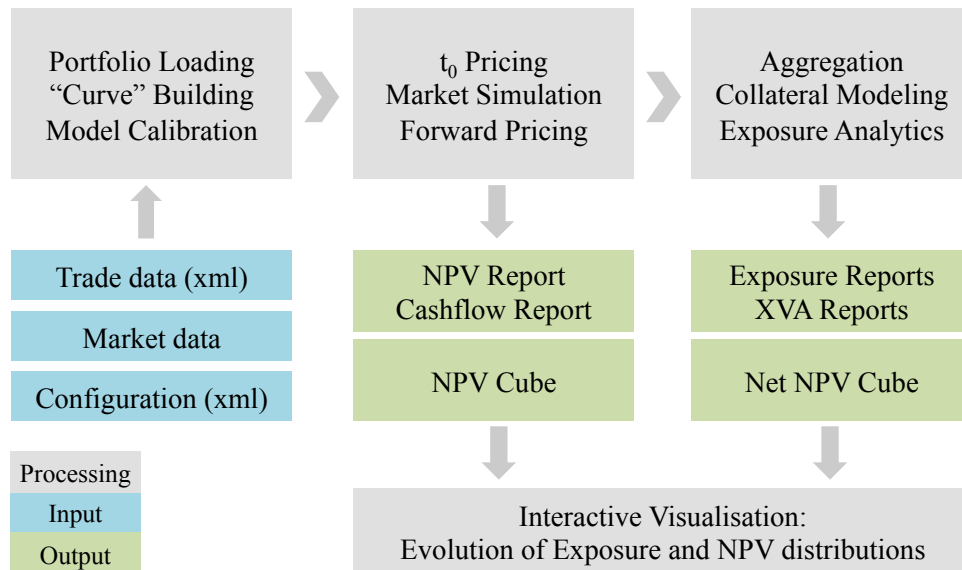 Portfolio Loading
“Curve” Building
Model Calibration
t₀ Pricing
Market Simulation
Forward Pricing
Aggregation
Collateral Modeling
Exposure Analytics
Trade data (xml)
Market data
Configuration (xml)
NPV Report
Cashflow Report
NPV Cube
Exposure Reports
XVA Reports
Net NPV Cube
Processing
Input
Output
Interactive Visualisation:
Evolution of Exposure and NPV distributions